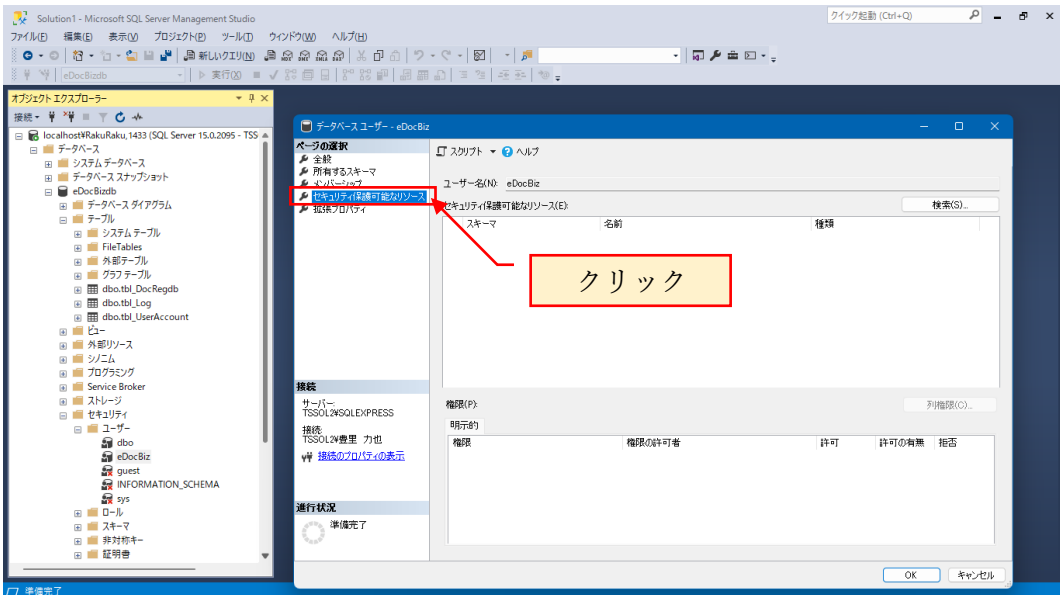 Solution1 - Microsoft SQL Server Management Studio
クイック起動 (Ctrl+Q)
ファイル(F) 編集(E) 表示(V) プロジェクト(P) ツール(T) ウィンドウ(W) ヘルプ(H)
新しいクエリ(N)
eDocBizdb
実行(X)
オブジェクト エクスプローラー
接続
localhost¥RakuRaku,1433 (SQL Server 15.0.2095 - TSS
データベース
システム データベース
データベース スナップショット
eDocBizdb
データベース ダイアグラム
テーブル
システム テーブル
FileTables
外部テーブル
グラフ テーブル
dbo.tbl_DocRegdb
dbo.tbl_Log
dbo.tbl_UserAccount
ビュー
外部リソース
シノニム
プログラミング
Service Broker
ストレージ
セキュリティ
ユーザー
dbo
eDocBiz
guest
INFORMATION_SCHEMA
sys
ロール
スキーマ
非対称キー
証明書
準備完了
データベース ユーザー - eDocBiz
ページの選択
全般
所有するスキーマ
メンバーシップ
セキュリティ保護可能なリソース
拡張プロパティ
接続
サーバー:
TSSOL2¥SQLEXPRESS
接続:
TSSOL2¥豊里 力也
接続のプロパティの表示
進行状況
準備完了
スクリプト ヘルプ
ユーザー名(N): eDocBiz
セキュリティ保護可能なリソース(E): 検索(S)...
スキーマ 名前 種類
クリック
権限(P): 列権限(C)...
明示的
権限 権限の許可者 許可 許可の有無 拒否
OK キャンセル